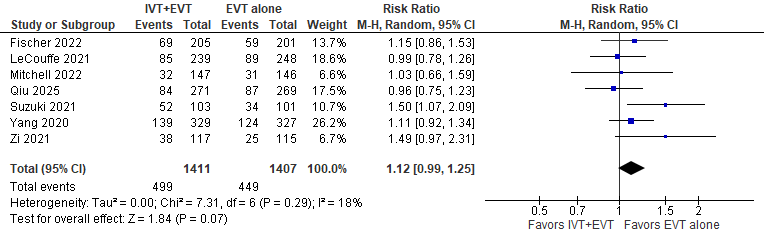 IVT+EVT EVT alone Risk Ratio Risk Ratio
Study or Subgroup Events Total Events Total Weight M-H, Random, 95% CI M-H, Random, 95% CI
Fischer 2022 69 205 59 201 13.7% 1.15 [0.86, 1.53]
LeCouffe 2021 85 239 89 248 18.5% 0.99 [0.78, 1.26]
Mitchell 2022 32 147 31 146 6.6% 1.03 [0.66, 1.59]
Qiu 2025 84 271 87 269 17.9% 0.96 [0.75, 1.23]
Suzuki 2021 52 103 34 101 10.5% 1.50 [1.07, 2.09]
Yang 2020 139 329 124 327 26.2% 1.11 [0.92, 1.34]
Zi 2021 38 117 25 115 6.7% 1.49 [0.97, 2.31]
Total (95% CI) 1411 1407 100.0% 1.12 [0.99, 1.25]
Total events 499 449
Heterogeneity: Tau² = 0.00; Chi² = 7.31, df = 6 (P = 0.29); I² = 18%
Test for overall effect: Z = 1.84 (P = 0.07)
0.5 0.7 1 1.5 2
Favors IVT+EVT Favors EVT alone